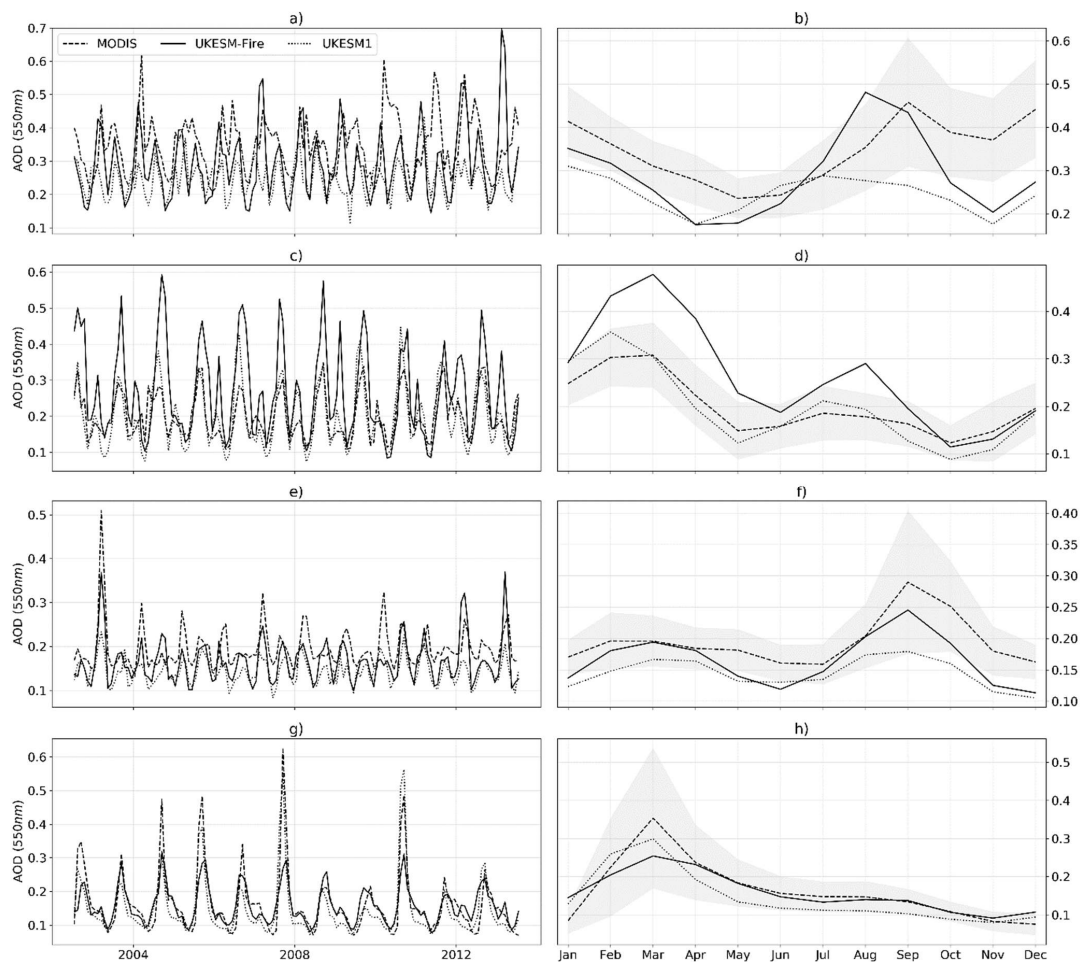 a)
b)
0.7
0.6
0.5
0.4
0.3
0.2
0.1
AOD (550nm)
MODIS
UKESM-Fire
UKESM1
0.6
0.5
0.4
0.3
0.2
c)
d)
0.6
0.5
0.4
0.3
0.2
0.1
AOD (550nm)
0.4
0.3
0.2
0.1
e)
f)
0.5
0.4
0.3
0.2
0.1
AOD (550nm)
0.40
0.35
0.30
0.25
0.20
0.15
0.10
g)
h)
0.6
0.5
0.4
0.3
0.2
0.1
AOD (550nm)
0.5
0.4
0.3
0.2
0.1
2004 2008 2012
Jan Feb Mar Apr May Jun Jul Aug Sep Oct Nov Dec